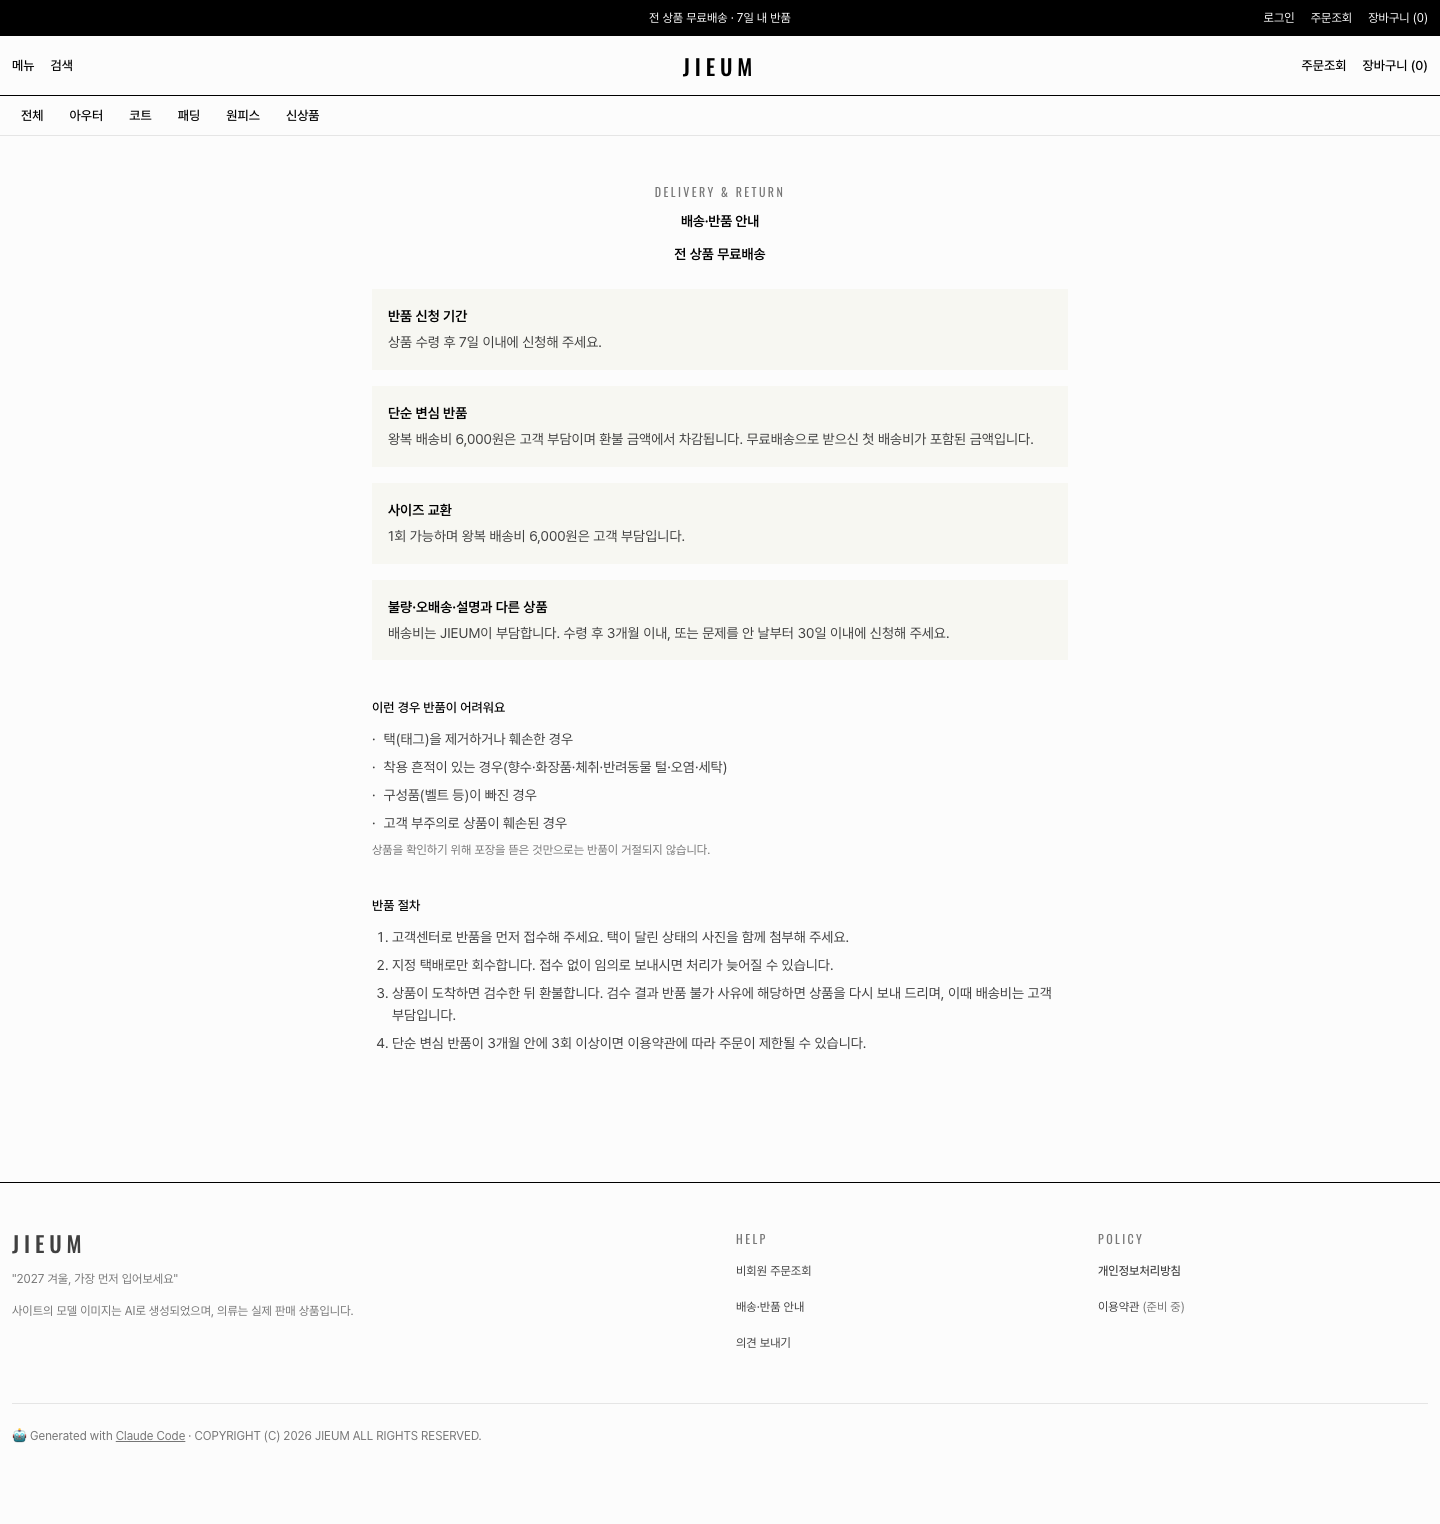 전 상품 무료배송 · 7일 내 반품
로그인 주문조회 장바구니 (0)
메뉴 검색
JIEUM
주문조회 장바구니 (0)
전체 아우터 코트 패딩 원피스 신상품
DELIVERY & RETURN
배송·반품 안내
전 상품 무료배송
반품 신청 기간
상품 수령 후 7일 이내에 신청해 주세요.
단순 변심 반품
왕복 배송비 6,000원은 고객 부담이며 환불 금액에서 차감됩니다. 무료배송으로 받으신 첫 배송비가 포함된 금액입니다.
사이즈 교환
1회 가능하며 왕복 배송비 6,000원은 고객 부담입니다.
불량·오배송·설명과 다른 상품
배송비는 JIEUM이 부담합니다. 수령 후 3개월 이내, 또는 문제를 안 날부터 30일 이내에 신청해 주세요.
이런 경우 반품이 어려워요
· 택(태그)을 제거하거나 훼손한 경우
· 착용 흔적이 있는 경우(향수·화장품·체취·반려동물 털·오염·세탁)
· 구성품(벨트 등)이 빠진 경우
· 고객 부주의로 상품이 훼손된 경우
상품을 확인하기 위해 포장을 뜯은 것만으로는 반품이 거절되지 않습니다.
반품 절차
1. 고객센터로 반품을 먼저 접수해 주세요. 택이 달린 상태의 사진을 함께 첨부해 주세요.
2. 지정 택배로만 회수합니다. 접수 없이 임의로 보내시면 처리가 늦어질 수 있습니다.
3. 상품이 도착하면 검수한 뒤 환불합니다. 검수 결과 반품 불가 사유에 해당하면 상품을 다시 보내 드리며, 이때 배송비는 고객
부담입니다.
4. 단순 변심 반품이 3개월 안에 3회 이상이면 이용약관에 따라 주문이 제한될 수 있습니다.
JIEUM
"2027 겨울, 가장 먼저 입어보세요"
사이트의 모델 이미지는 AI로 생성되었으며, 의류는 실제 판매 상품입니다.
HELP
비회원 주문조회
배송·반품 안내
의견 보내기
POLICY
개인정보처리방침
이용약관 (준비 중)
🤖 Generated with Claude Code · COPYRIGHT (C) 2026 JIEUM ALL RIGHTS RESERVED.